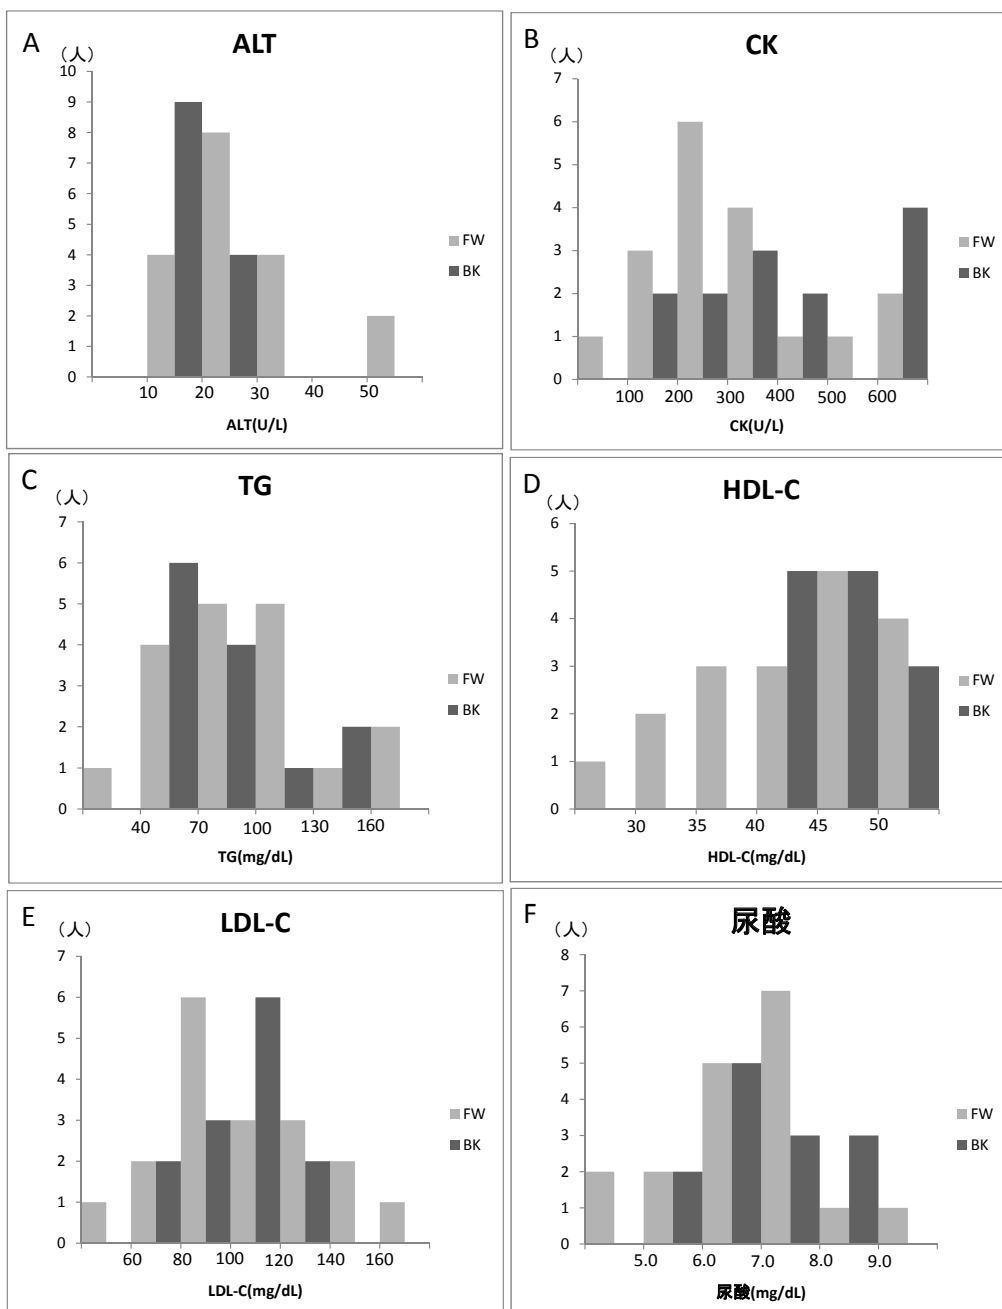 A
ALT
（人）
10
9
8
7
6
5
4
3
2
1
0
10 20 30 40 50
ALT(U/L)
FW
BK
B
CK
（人）
7
6
5
4
3
2
1
0
100 200 300 400 500 600
CK(U/L)
FW
BK
C
TG
（人）
7
6
5
4
3
2
1
0
40 70 100 130 160
TG(mg/dL)
FW
BK
D
HDL-C
（人）
6
5
4
3
2
1
0
30 35 40 45 50
HDL-C(mg/dL)
FW
BK
E
LDL-C
（人）
7
6
5
4
3
2
1
0
60 80 100 120 140 160
LDL-C(mg/dL)
FW
BK
F
尿酸
（人）
8
7
6
5
4
3
2
1
0
5.0 6.0 7.0 8.0 9.0
尿酸(mg/dL)
FW
BK